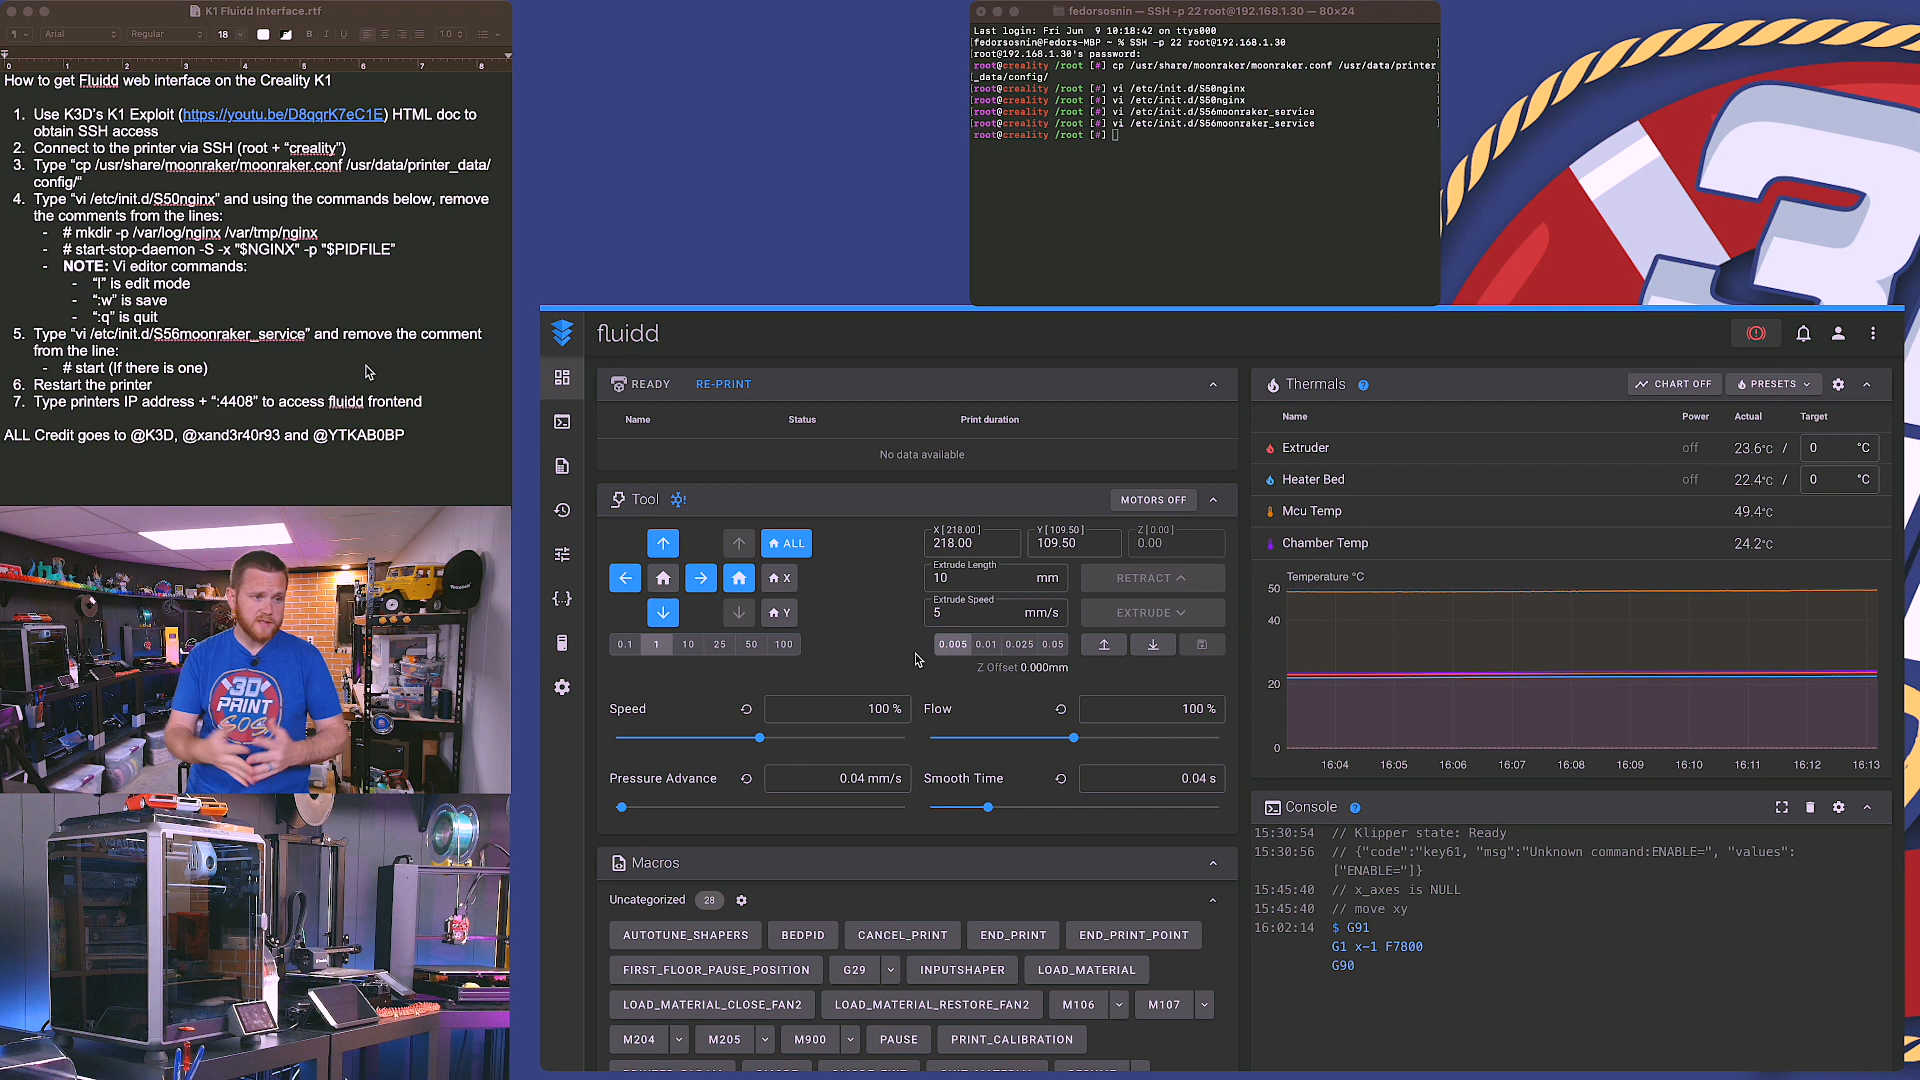 K1 Fluidd Interface.rtf
Arial
Regular
18
B I U
1.0
0 1 2 3 4 5 6 7 8
How to get Fluidd web interface on the Creality K1
1. Use K3D's K1 Exploit (https://youtu.be/D8qqrK7eC1E) HTML doc to
obtain SSH access
2. Connect to the printer via SSH (root + “creality”)
3. Type “cp /usr/share/moonraker/moonraker.conf /usr/data/printer_data/
config/“
4. Type “vi /etc/init.d/S50nginx” and using the commands below, remove
the comments from the lines:
- # mkdir -p /var/log/nginx /var/tmp/nginx
- # start-stop-daemon -S -x "$NGINX" -p "$PIDFILE”
- NOTE: Vi editor commands:
- “I” is edit mode
- “:w” is save
- “:q” is quit
5. Type “vi /etc/init.d/S56moonraker_service” and remove the comment
from the line:
- # start (If there is one)
6. Restart the printer
7. Type printers IP address + “:4408” to access fluidd frontend
ALL Credit goes to @K3D, @xand3r40r93 and @YTKAB0BP
3D
PRINT
SOS
CREALITY
fedorsosnin — SSH -p 22 root@192.168.1.30 — 80×24
Last login: Fri Jun  9 10:18:42 on ttys000
[fedorsosnin@Fedors-MBP ~ % SSH -p 22 root@192.168.1.30
[root@192.168.1.30's password:
root@creality /root [#] cp /usr/share/moonraker/moonraker.conf /usr/data/printer
[_data/config/
root@creality /root [#] vi /etc/init.d/S50nginx
root@creality /root [#] vi /etc/init.d/S50nginx
root@creality /root [#] vi /etc/init.d/S56moonraker_service
root@creality /root [#] vi /etc/init.d/S56moonraker_service
root@creality /root [#]
fluidd
READY RE-PRINT
Name Status Print duration
No data available
Tool MOTORS OFF
ALL
X
Y
0.1 1 10 25 50 100
X [ 218.00 ] Y [ 109.50 ] Z [ 0.00 ]
218.00 109.50 0.00
Extrude Length
10 mm RETRACT
Extrude Speed
5 mm/s EXTRUDE
0.005 0.01 0.025 0.05
Z Offset 0.000mm
Speed 100 % Flow 100 %
Pressure Advance 0.04 mm/s Smooth Time 0.04 s
Macros
Uncategorized 28
AUTOTUNE_SHAPERS BEDPID CANCEL_PRINT END_PRINT END_PRINT_POINT
FIRST_FLOOR_PAUSE_POSITION G29 INPUTSHAPER LOAD_MATERIAL
LOAD_MATERIAL_CLOSE_FAN2 LOAD_MATERIAL_RESTORE_FAN2 M106 M107
M204 M205 M900 PAUSE PRINT_CALIBRATION
Thermals CHART OFF PRESETS
Name Power Actual Target
Extruder off 23.6°C / 0 °C
Heater Bed off 22.4°C / 0 °C
Mcu Temp 49.4°C
Chamber Temp 24.2°C
Temperature °C
50
40
20
0
16:04 16:05 16:06 16:07 16:08 16:09 16:10 16:11 16:12 16:13
Console
15:30:54 // Klipper state: Ready
15:30:56 // {"code":"key61, "msg":"Unknown command:ENABLE=", "values":
["ENABLE="]}
15:45:40 // x_axes is NULL
15:45:40 // move xy
16:02:14 $ G91
G1 x-1 F7800
G90